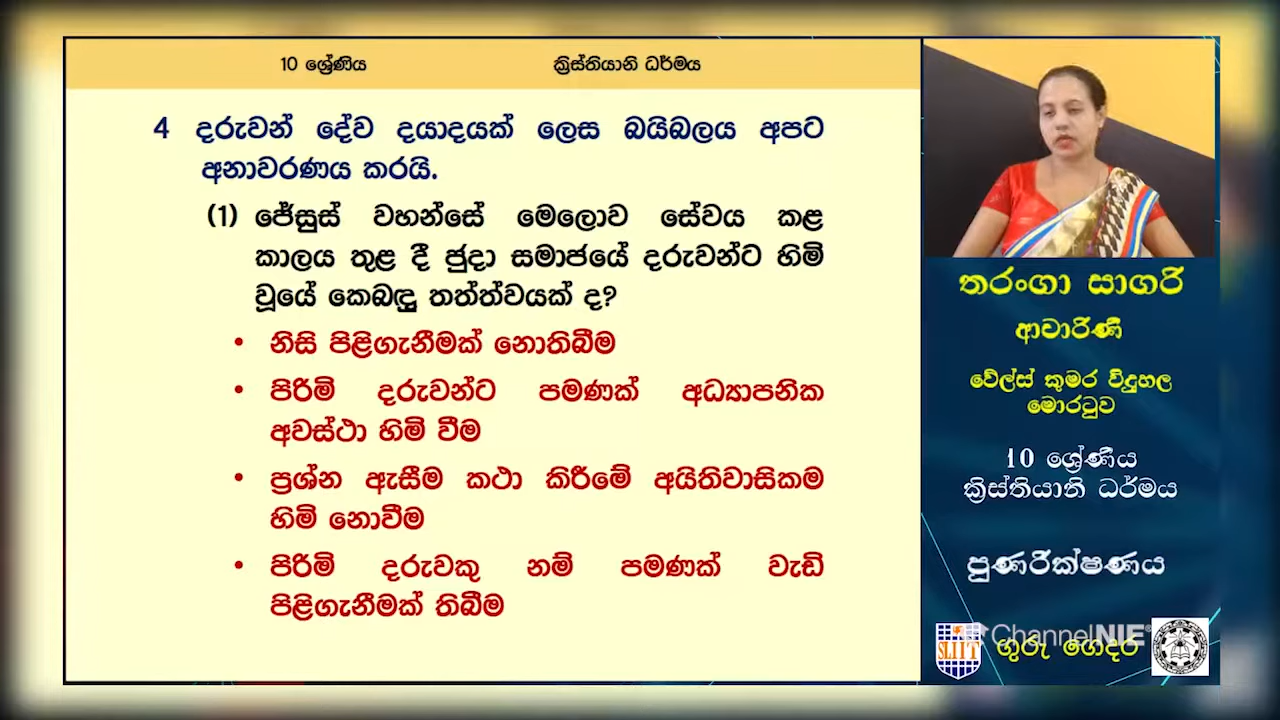 10 ශ්‍රේණිය
ක්‍රිස්තියානි ධර්මය
4 දරුවන් දේව දයාදයක් ලෙස බයිබලය අපට
අනාවරණය කරයි.
(1) ජේසුස් වහන්සේ මෙලොව සේවය කළ
කාලය තුළ දී ජුදා සමාජයේ දරුවන්ට හිමි
වූයේ කෙබඳු තත්ත්වයක් ද?
• නිසි පිළිගැනීමක් නොතිබීම
• පිරිමි දරුවන්ට පමණක් අධ්‍යාපනික
අවස්ථා හිමි වීම
• ප්‍රශ්න ඇසීම කථා කිරීමේ අයිතිවාසිකම
හිමි නොවීම
• පිරිමි දරුවකු නම් පමණක් වැඩි
පිළිගැනීමක් තිබීම
තරංගා සාගරි
ආචාරිණී
වේල්ස් කුමර විදුහල
මොරටුව
10 ශ්‍රේණිය
ක්‍රිස්තියානි ධර්මය
පුණරීක්ෂණය
ChannelNIE
SLIIT
ගුරු ගෙදර